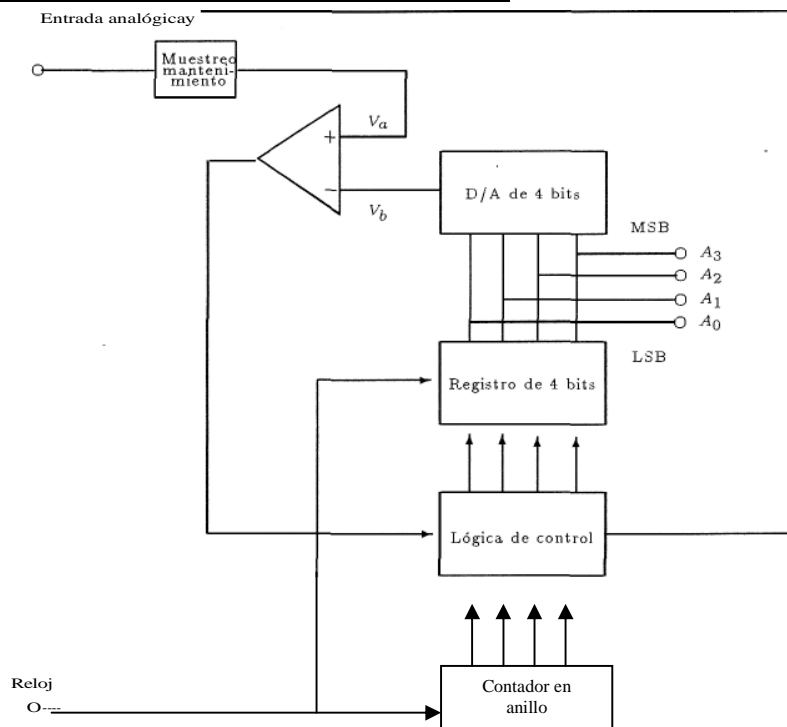 Entrada analógicay
Muestreo
manteni-
miento
Va
+
−
Vb
D/A de 4 bits
MSB
A3
A2
A1
A0
LSB
Registro de 4 bits
Lógica de control
Reloj
O----
Contador en
anillo